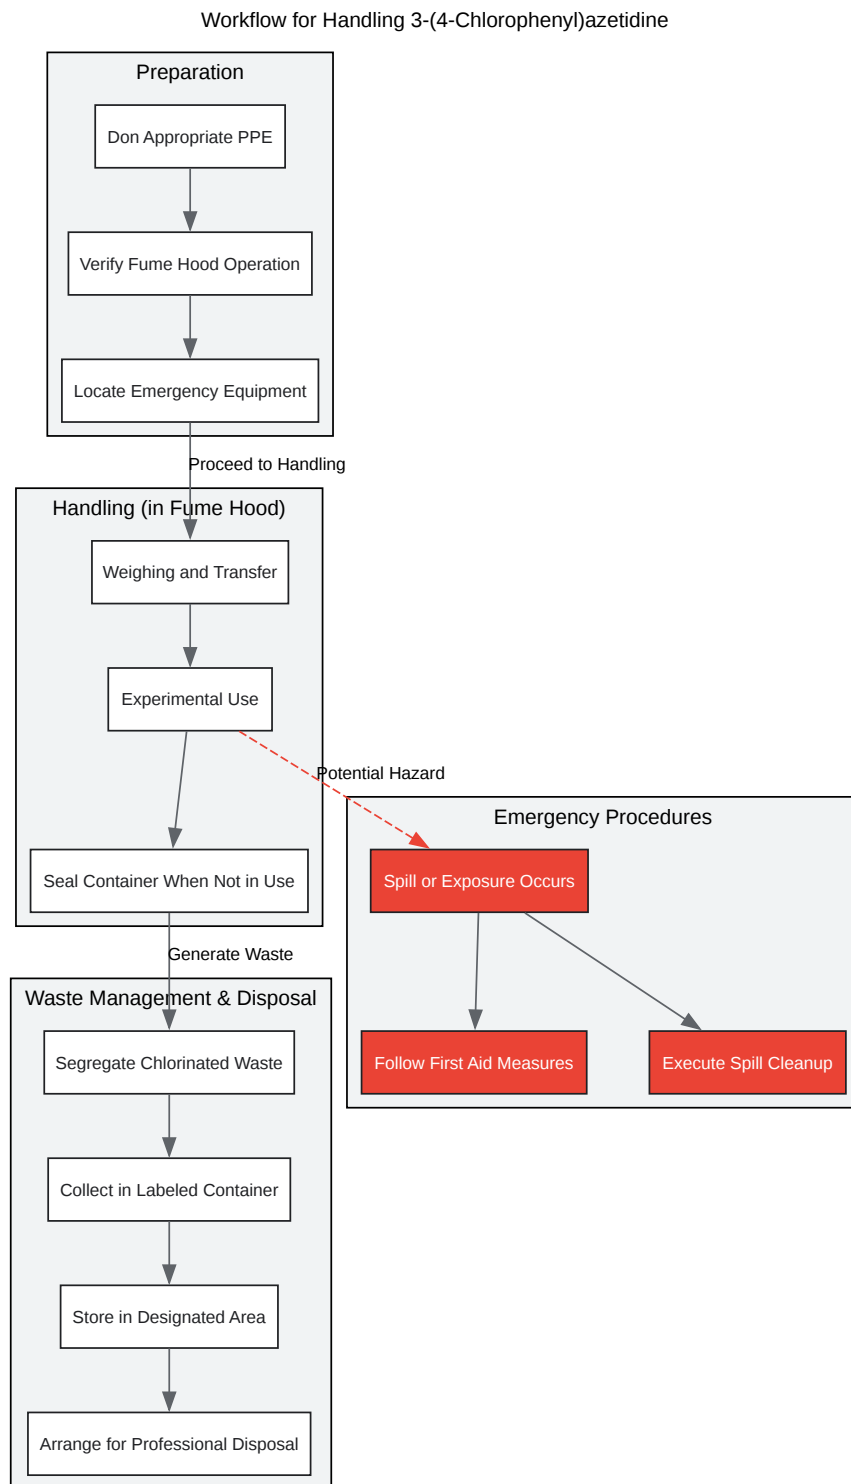 Workflow for Handling 3-(4-Chlorophenyl)azetidine
Preparation
Don Appropriate PPE
Verify Fume Hood Operation
Locate Emergency Equipment
Proceed to Handling
Handling (in Fume Hood)
Weighing and Transfer
Experimental Use
Potential Hazard
Seal Container When Not in Use
Emergency Procedures
Spill or Exposure Occurs
Follow First Aid Measures
Execute Spill Cleanup
Generate Waste
Waste Management & Disposal
Segregate Chlorinated Waste
Collect in Labeled Container
Store in Designated Area
Arrange for Professional Disposal